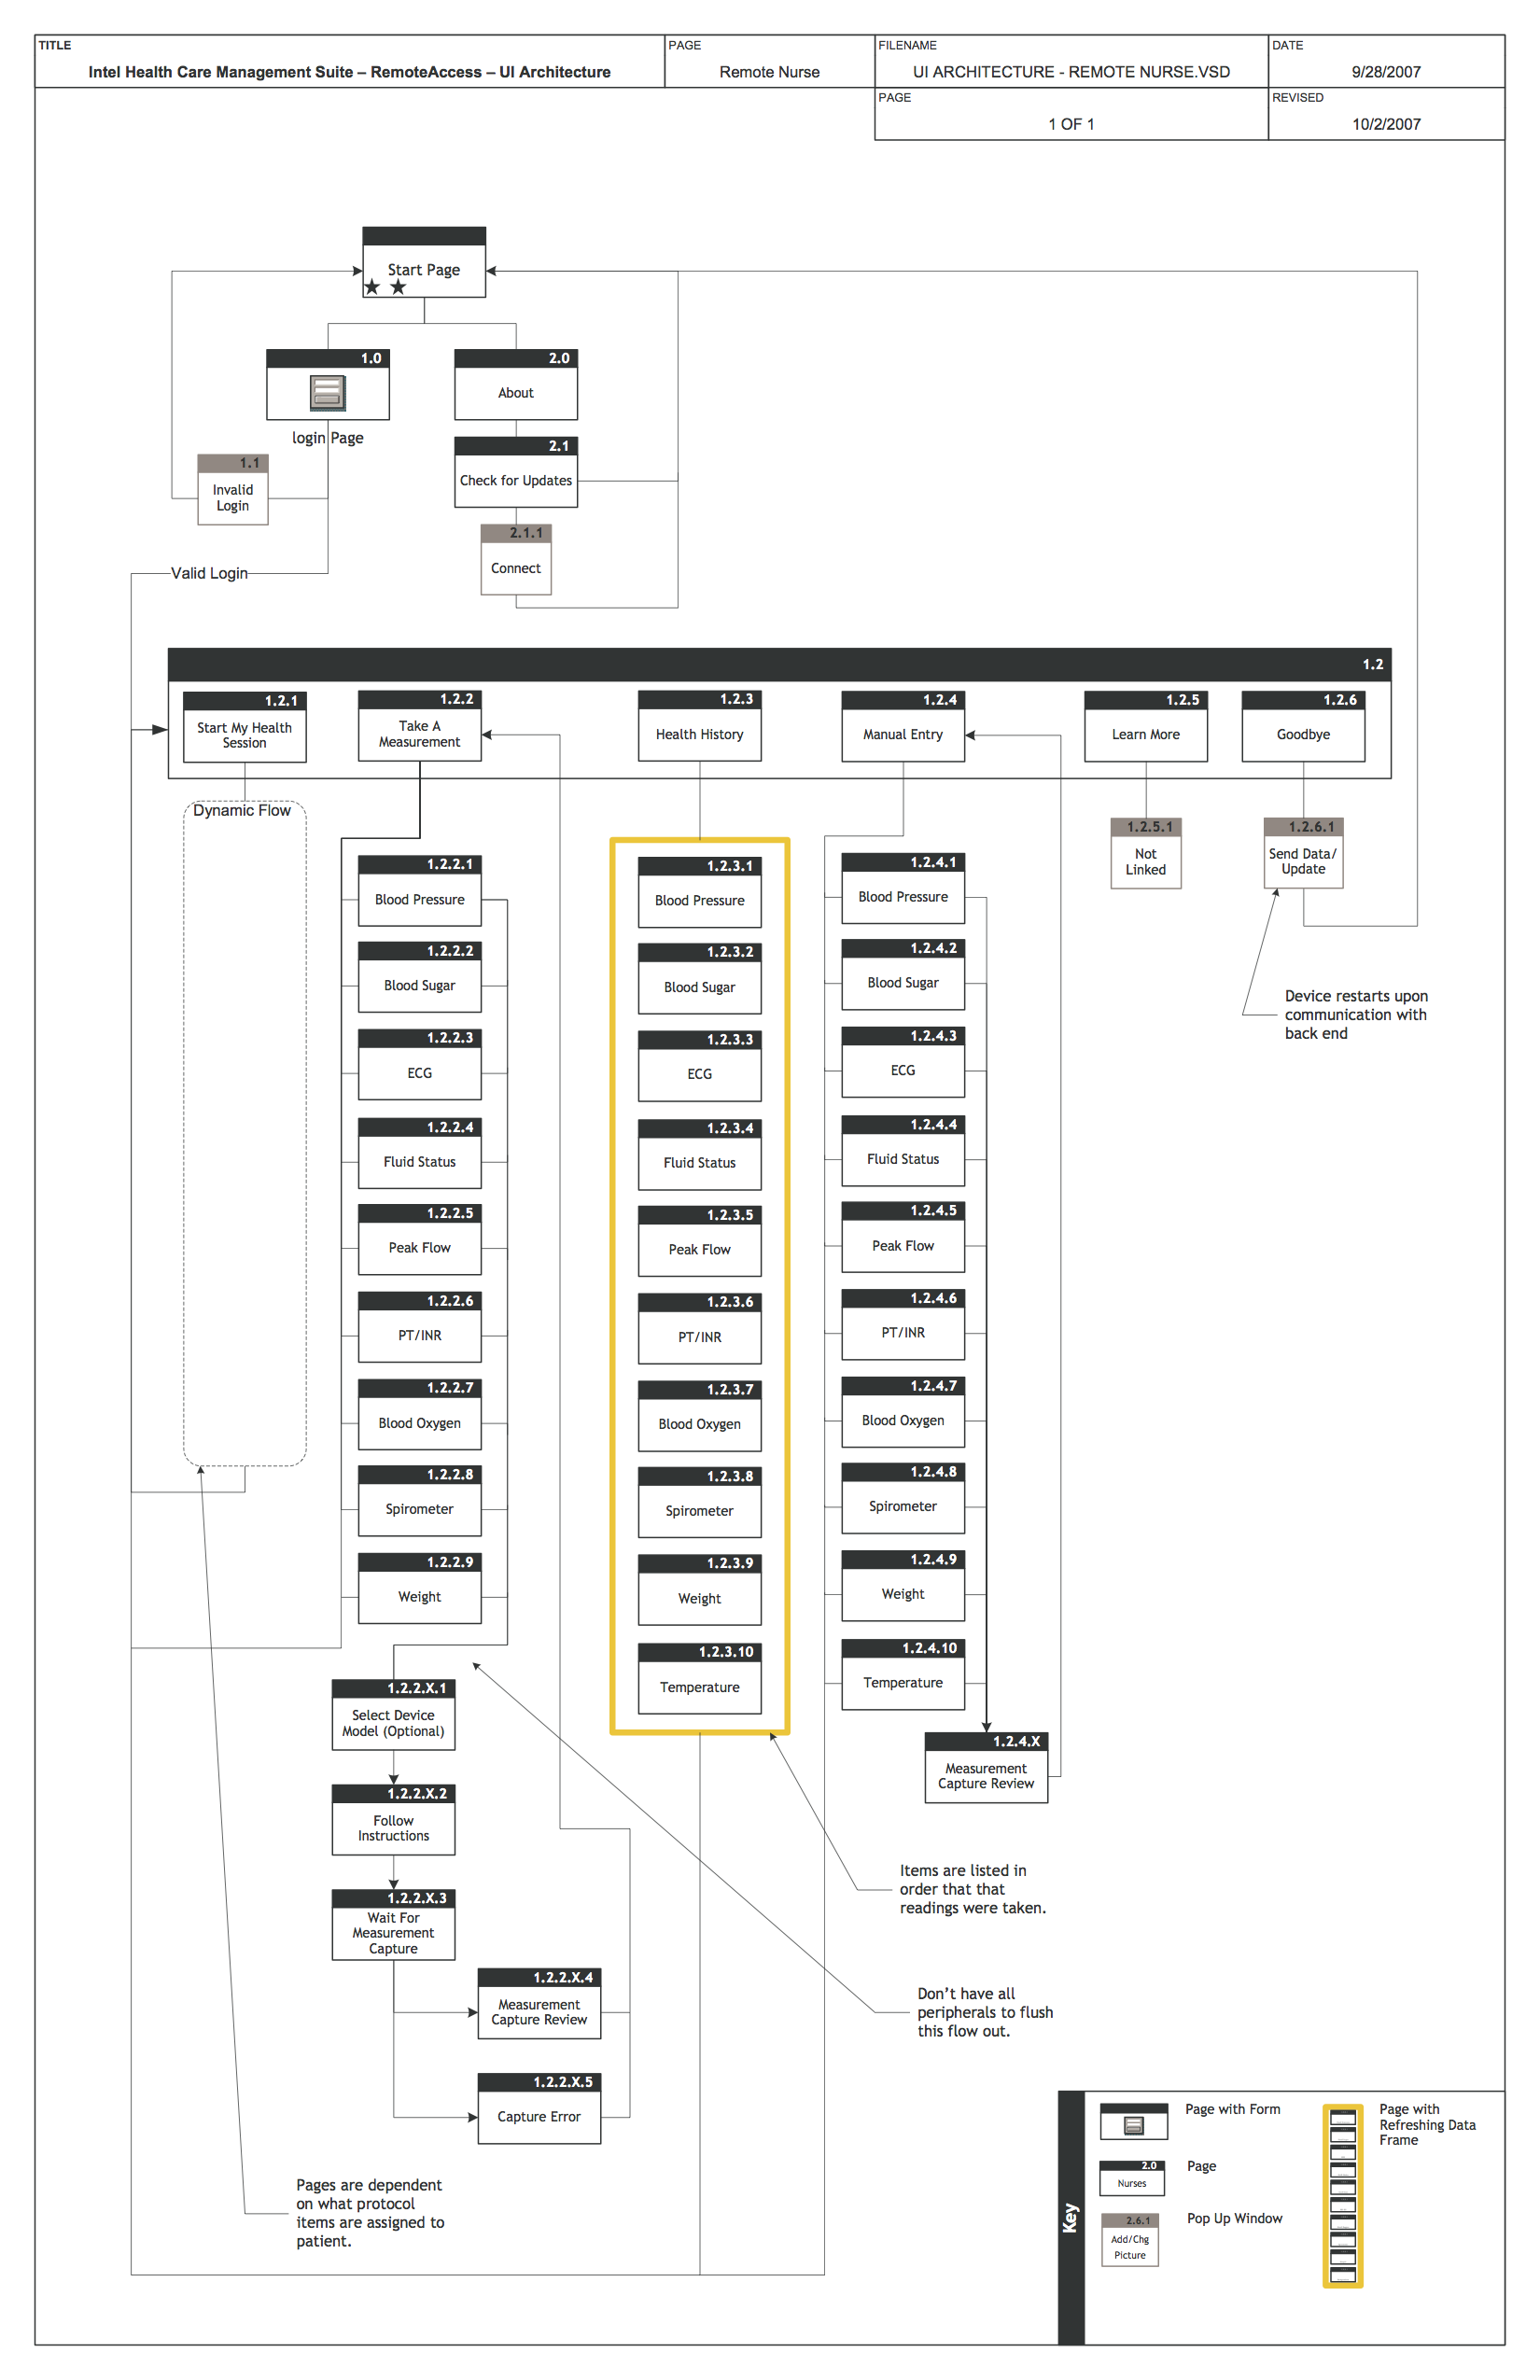 TITLE
Intel Health Care Management Suite – RemoteAccess – UI Architecture
PAGE
Remote Nurse
FILENAME
UI ARCHITECTURE - REMOTE NURSE.VSD
DATE
9/28/2007
PAGE
1 OF 1
REVISED
10/2/2007
Start Page
1.0
login Page
2.0
About
1.1
Invalid
Login
2.1
Check for Updates
2.1.1
Connect
Valid Login
1.2
1.2.1
Start My Health
Session
1.2.2
Take A
Measurement
1.2.3
Health History
1.2.4
Manual Entry
1.2.5
Learn More
1.2.6
Goodbye
Dynamic Flow
1.2.2.1
Blood Pressure
1.2.2.2
Blood Sugar
1.2.2.3
ECG
1.2.2.4
Fluid Status
1.2.2.5
Peak Flow
1.2.2.6
PT/INR
1.2.2.7
Blood Oxygen
1.2.2.8
Spirometer
1.2.2.9
Weight
1.2.2.X.1
Select Device
Model (Optional)
1.2.2.X.2
Follow
Instructions
1.2.2.X.3
Wait For
Measurement
Capture
1.2.2.X.4
Measurement
Capture Review
1.2.2.X.5
Capture Error
1.2.3.1
Blood Pressure
1.2.3.2
Blood Sugar
1.2.3.3
ECG
1.2.3.4
Fluid Status
1.2.3.5
Peak Flow
1.2.3.6
PT/INR
1.2.3.7
Blood Oxygen
1.2.3.8
Spirometer
1.2.3.9
Weight
1.2.3.10
Temperature
1.2.4.1
Blood Pressure
1.2.4.2
Blood Sugar
1.2.4.3
ECG
1.2.4.4
Fluid Status
1.2.4.5
Peak Flow
1.2.4.6
PT/INR
1.2.4.7
Blood Oxygen
1.2.4.8
Spirometer
1.2.4.9
Weight
1.2.4.10
Temperature
1.2.4.X
Measurement
Capture Review
1.2.5.1
Not
Linked
1.2.6.1
Send Data/
Update
Device restarts upon
communication with
back end
Items are listed in
order that that
readings were taken.
Don’t have all
peripherals to flush
this flow out.
Pages are dependent
on what protocol
items are assigned to
patient.
Key
Page with Form
2.0
Nurses
Page
2.6.1
Add/Chg
Picture
Pop Up Window
Page with
Refreshing Data
Frame